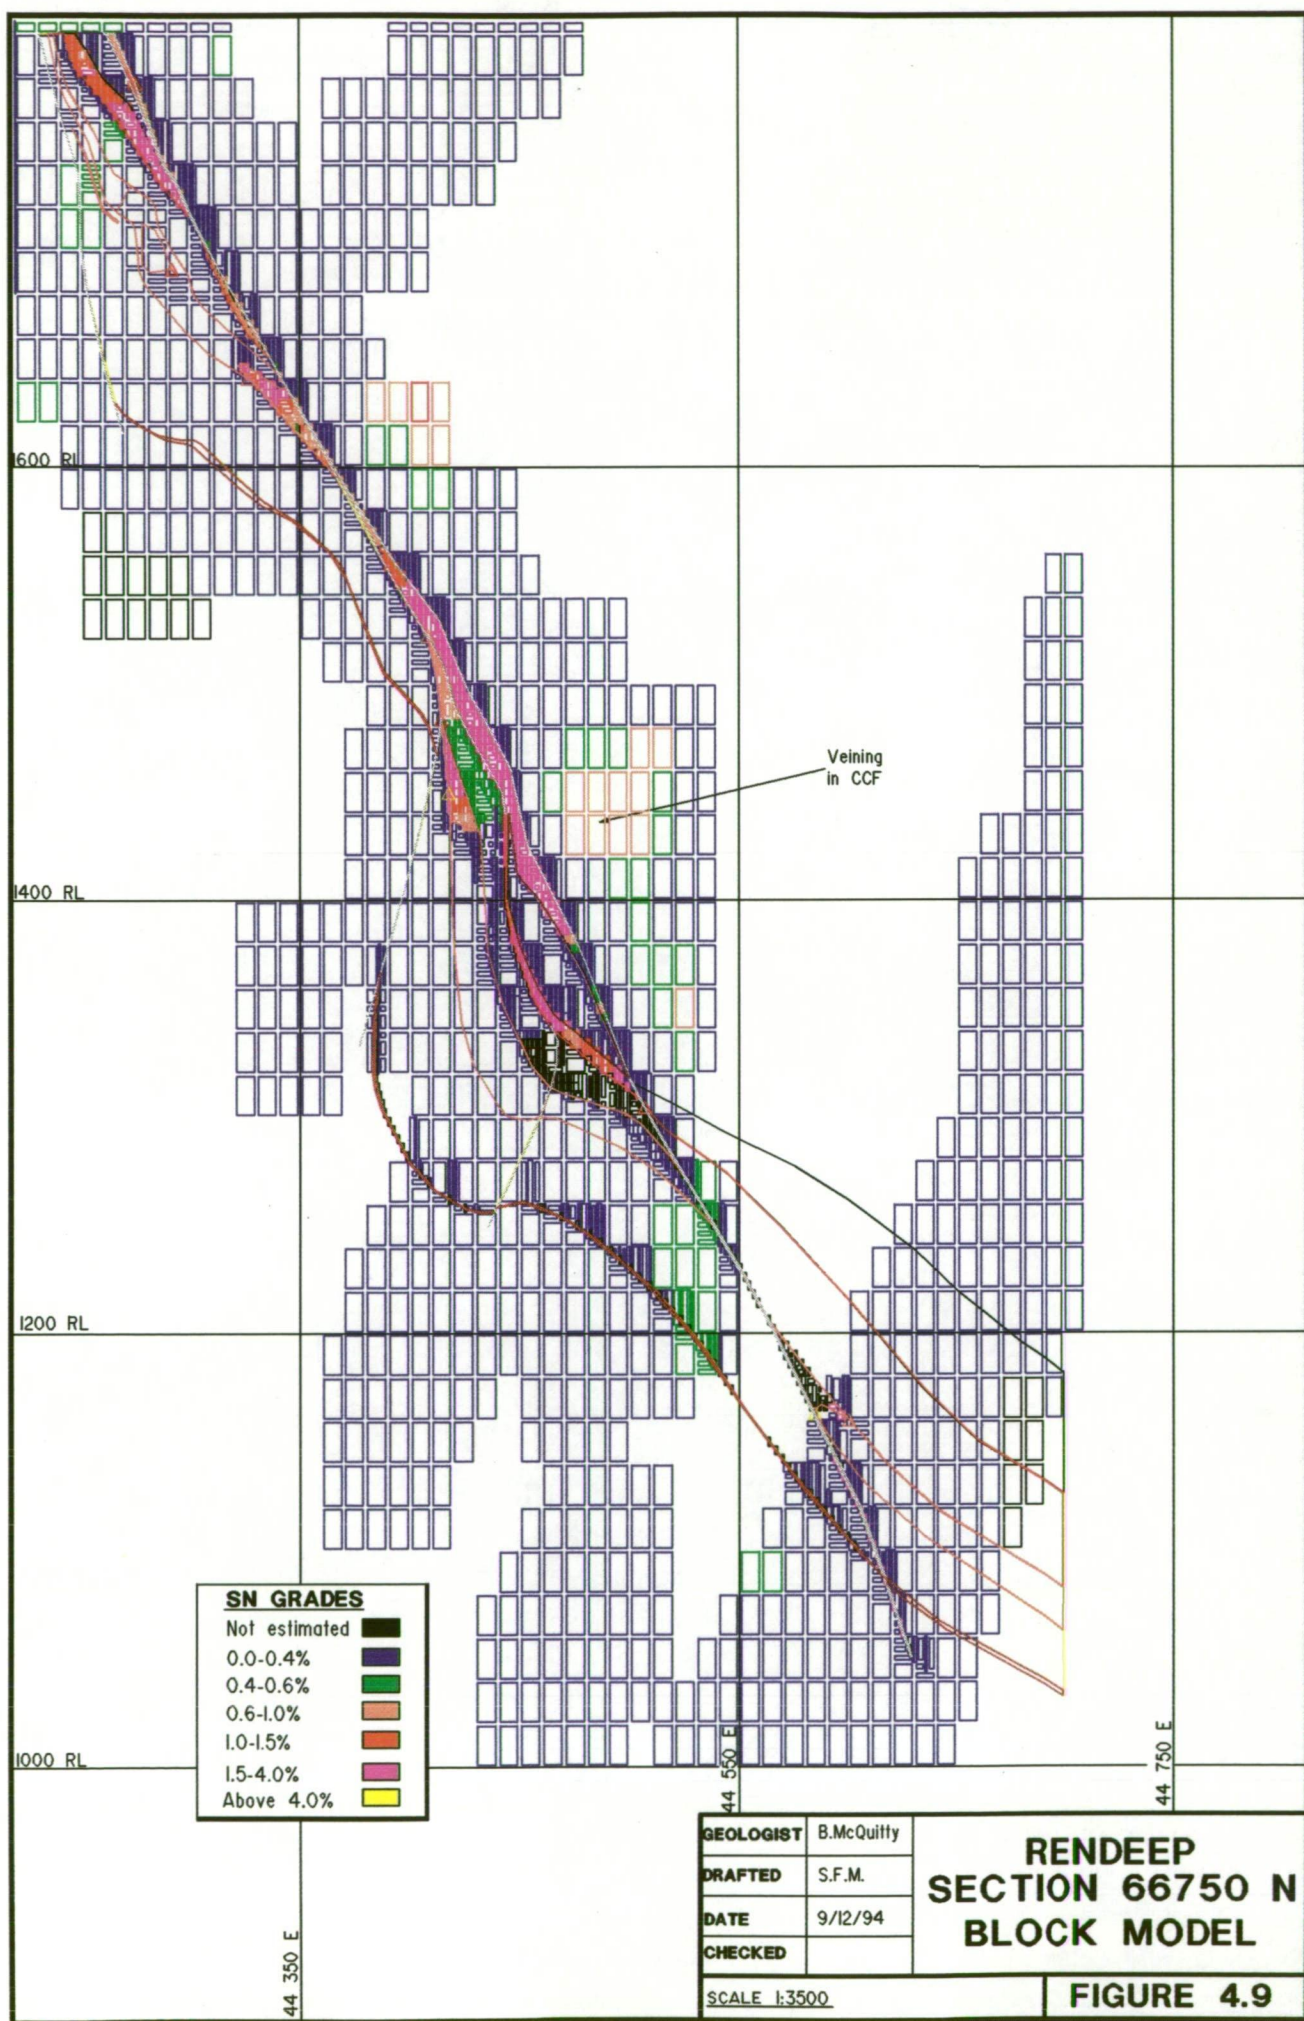 Veining
in CCF
1600 RL
1400 RL
1200 RL
1000 RL
44 350 E
44 550 E
44 750 E
SN GRADES
Not estimated
0.0-0.4%
0.4-0.6%
0.6-1.0%
1.0-1.5%
1.5-4.0%
Above 4.0%
GEOLOGIST B.McQuitty
DRAFTED S.F.M.
DATE 9/12/94
CHECKED
SCALE 1:3500
RENDEEP
SECTION 66750 N
BLOCK MODEL
FIGURE 4.9